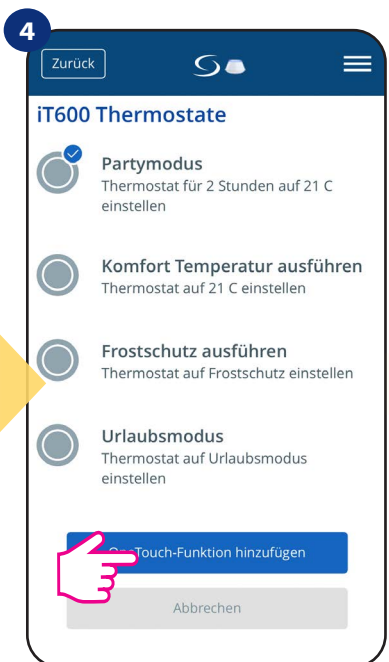 4
Zurück
iT600 Thermostate
Partymodus
Thermostat für 2 Stunden auf 21 C
einstellen
Komfort Temperatur ausführen
Thermostat auf 21 C einstellen
Frostschutz ausführen
Thermostat auf Frostschutz einstellen
Urlaubsmodus
Thermostat auf Urlaubsmodus
einstellen
OneTouch-Funktion hinzufügen
Abbrechen